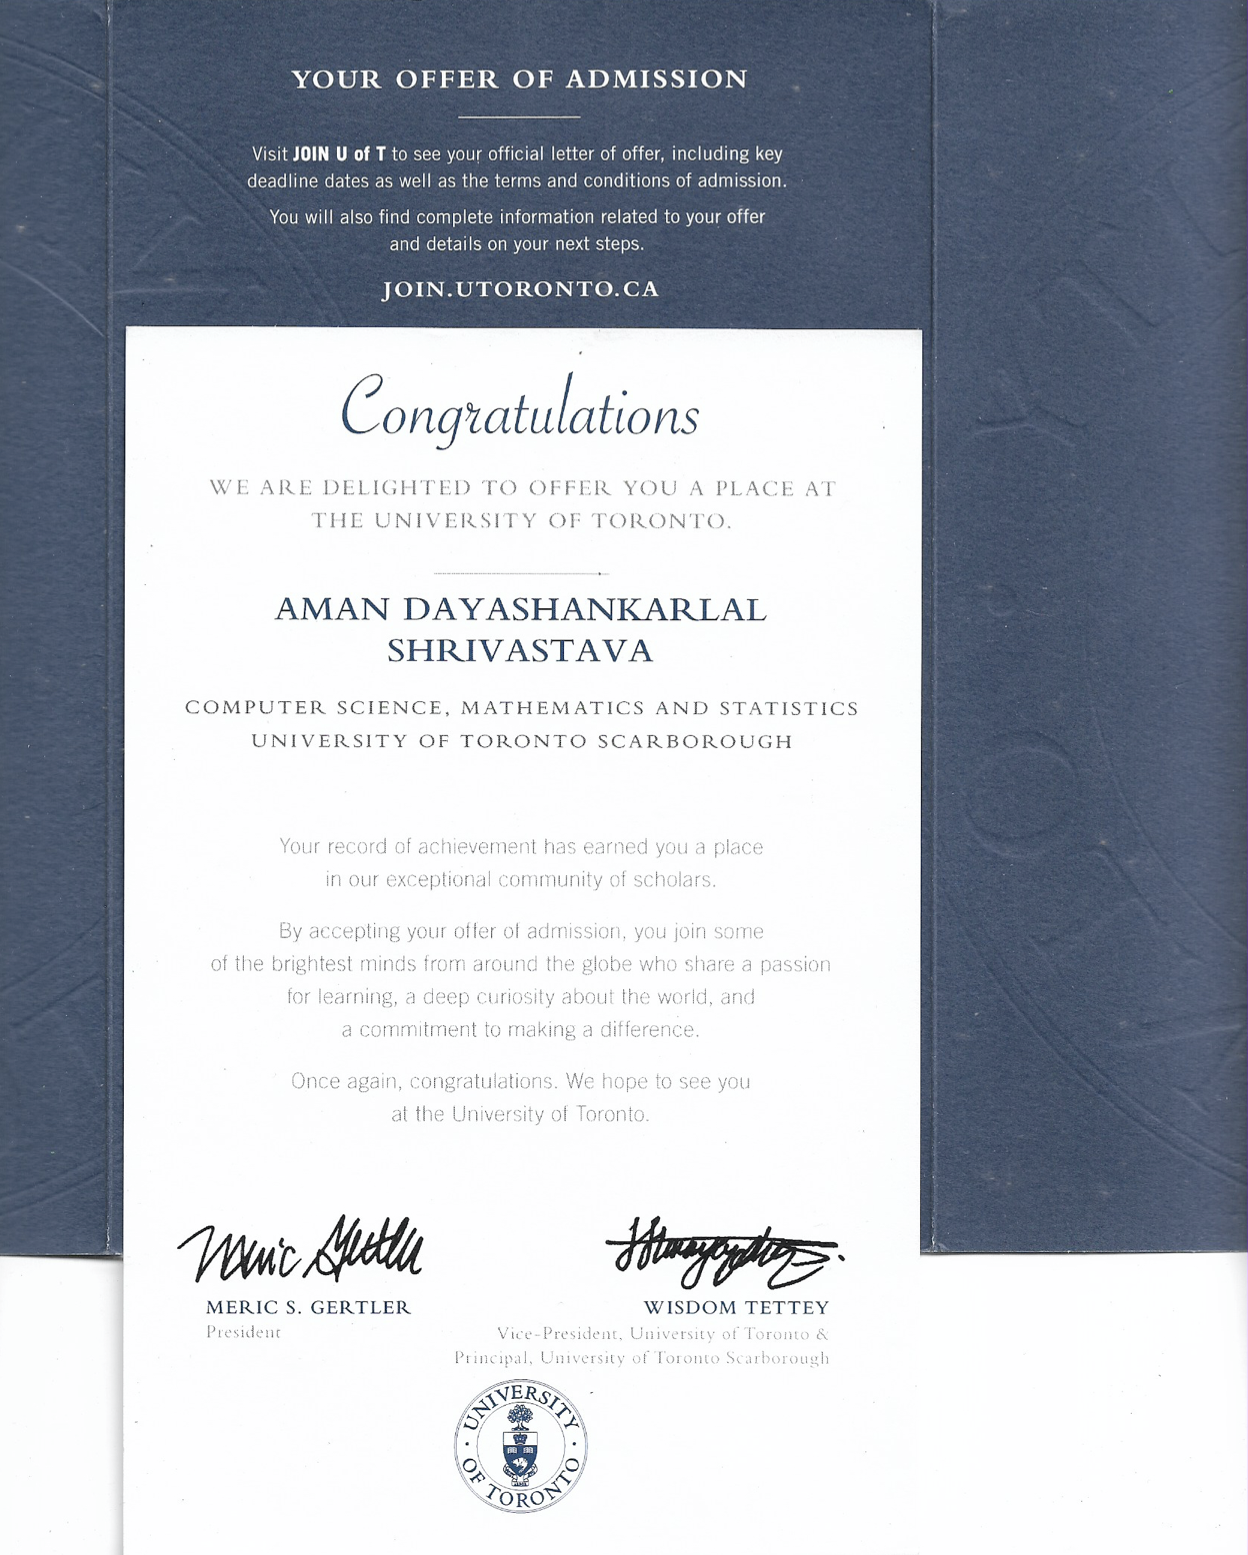 YOUR OFFER OF ADMISSION
Visit JOIN U of T to see your official letter of offer, including key
deadline dates as well as the terms and conditions of admission.
You will also find complete information related to your offer
and details on your next steps.
JOIN.UTORONTO.CA
Congratulations
WE ARE DELIGHTED TO OFFER YOU A PLACE AT
THE UNIVERSITY OF TORONTO.
AMAN DAYASHANKARLAL
SHRIVASTAVA
COMPUTER SCIENCE, MATHEMATICS AND STATISTICS
UNIVERSITY OF TORONTO SCARBOROUGH
Your record of achievement has earned you a place
in our exceptional community of scholars.
By accepting your offer of admission, you join some
of the brightest minds from around the globe who share a passion
for learning, a deep curiosity about the world, and
a commitment to making a difference.
Once again, congratulations. We hope to see you
at the University of Toronto.
Meric Gertler
MERIC S. GERTLER
President
WISDOM TETTEY
Vice-President, University of Toronto &
Principal, University of Toronto Scarborough
UNIVERSITY
OF TORONTO